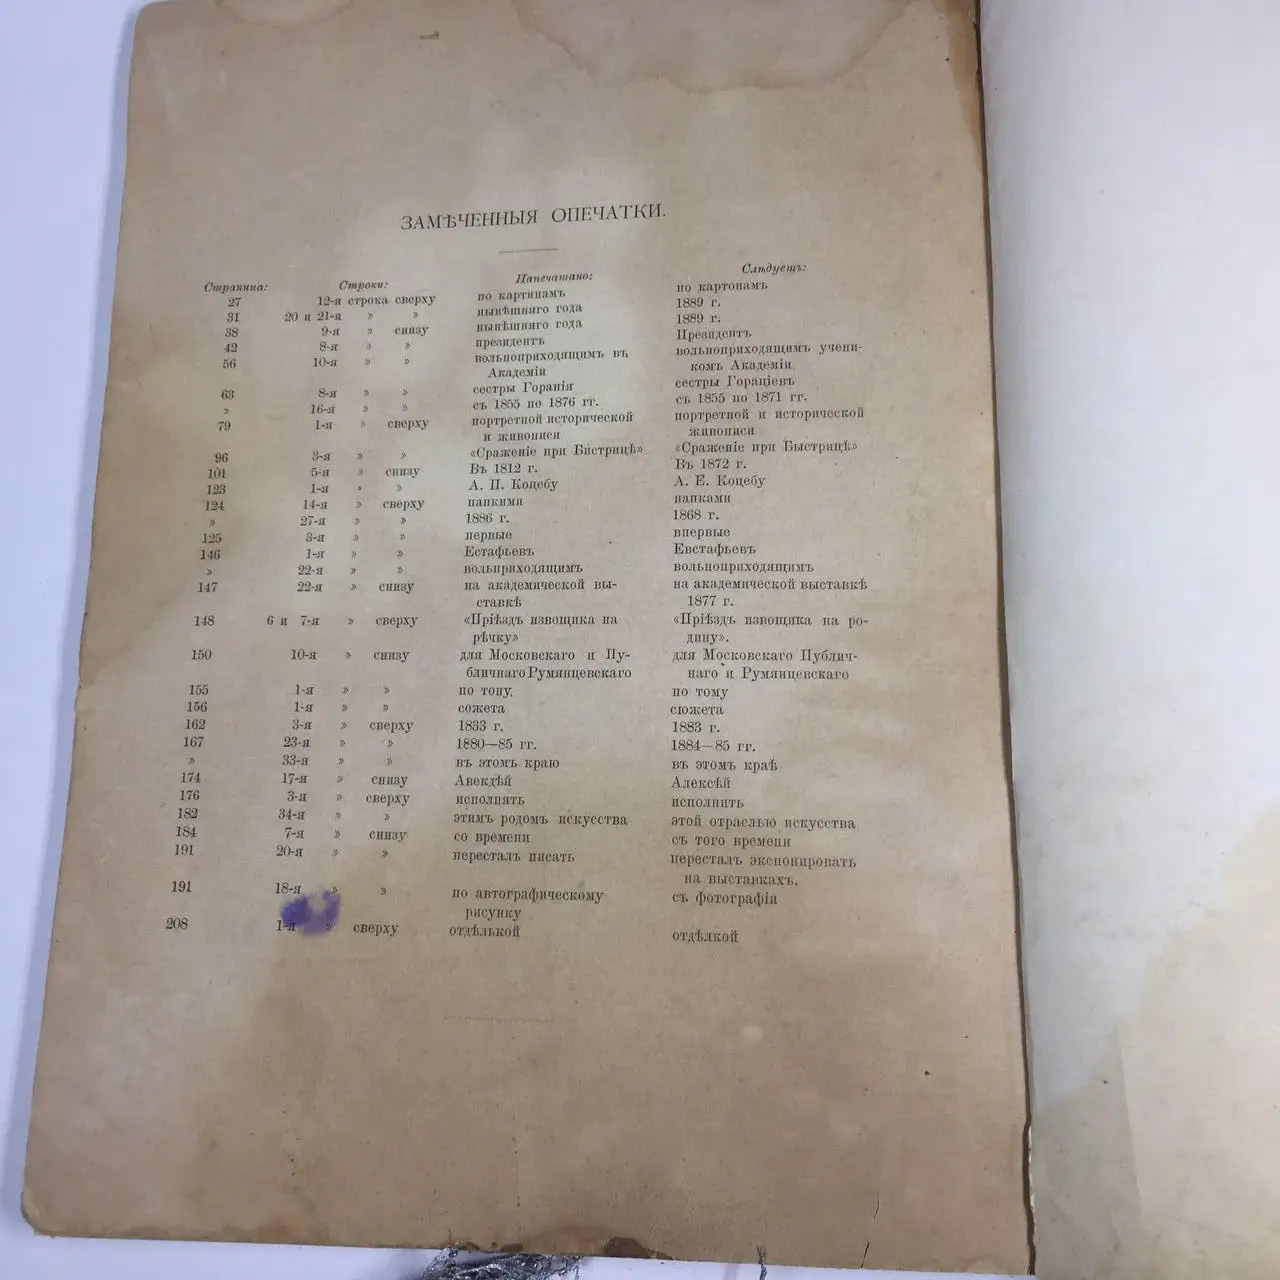 ЗАМѢЧЕННЫЯ ОПЕЧАТКИ.
Страница: Строки: Напечатано: Слѣдуетъ:
27 12-я строка сверху по картинамъ по картонамъ
31 20 и 21-я » » нынѣшняго года 1889 г.
38 9-я » снизу нынѣшняго года 1889 г.
42 8-я » » президентъ Президентъ
56 10-я » » вольноприходящимъ въ вольноприходящимъ учени-
Академіи комъ Академіи
63 8-я » » сестры Горація сестры Гораціевъ
» 16-я » » съ 1855 по 1876 гг. съ 1855 по 1871 гг.
79 1-я » сверху портретной исторической портретной и исторической
и живописи живописи
96 3-я » » «Сраженіе при Бистрицѣ» «Сраженіе при Быстрицѣ»
101 5-я » снизу Въ 1812 г. Въ 1872 г.
123 1-я » » А. П. Коцебу А. Е. Коцебу
124 14-я » сверху папкими папками
» 27-я » » 1886 г. 1868 г.
125 3-я » » первые впервые
146 1-я » » Естафьевъ Евстафьевъ
» 22-я » » вольприходящимъ вольноприходящимъ
147 22-я » снизу на академической вы- на академической выставкѣ
ставкѣ 1877 г.
148 6 и 7-я » сверху «Пріѣздъ извощика на «Пріѣздъ извощика на ро-
рѣчку» дину».
150 10-я » снизу для Московскаго и Пу- для Московскаго Публич-
бличнаго Румянцевскаго наго и Румянцевскаго
155 1-я » » по тону, по тому
156 1-я » » сожета сюжета
162 3-я » сверху 1833 г. 1883 г.
167 23-я » » 1880—85 гг. 1884—85 гг.
» 33-я » » въ этомъ краю въ этомъ краѣ
174 17-я » снизу Авекдѣй Алексѣй
176 3-я » сверху исполнять исполнить
182 34-я » » этимъ родомъ искусства этой отраслью искусства
184 7-я » снизу со времени съ того времени
191 20-я » » пересталъ писать пересталъ экспонировать
на выставкахъ.
191 18-я » » по автографическому съ фотографія
рисунку
208 1-я » сверху отдѣлькой отдѣлкой